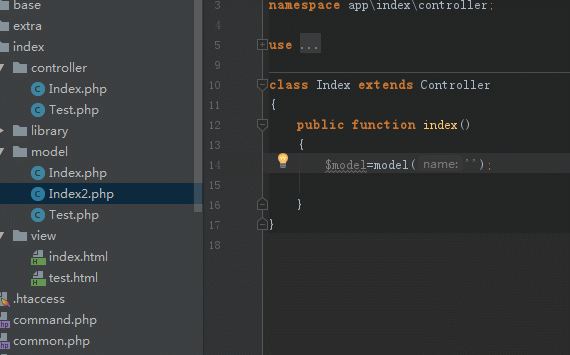 base
extra
index
controller
Index.php
Test.php
library
model
Index.php
Index2.php
Test.php
view
index.html
test.html
.htaccess
command.php
common.php
3 namespace app\index\controller;
4
5 use ...
9
10 class Index extends Controller
11 {
12 public function index()
13 {
14 $model=model( name: '');
15
16 }
17 }
18